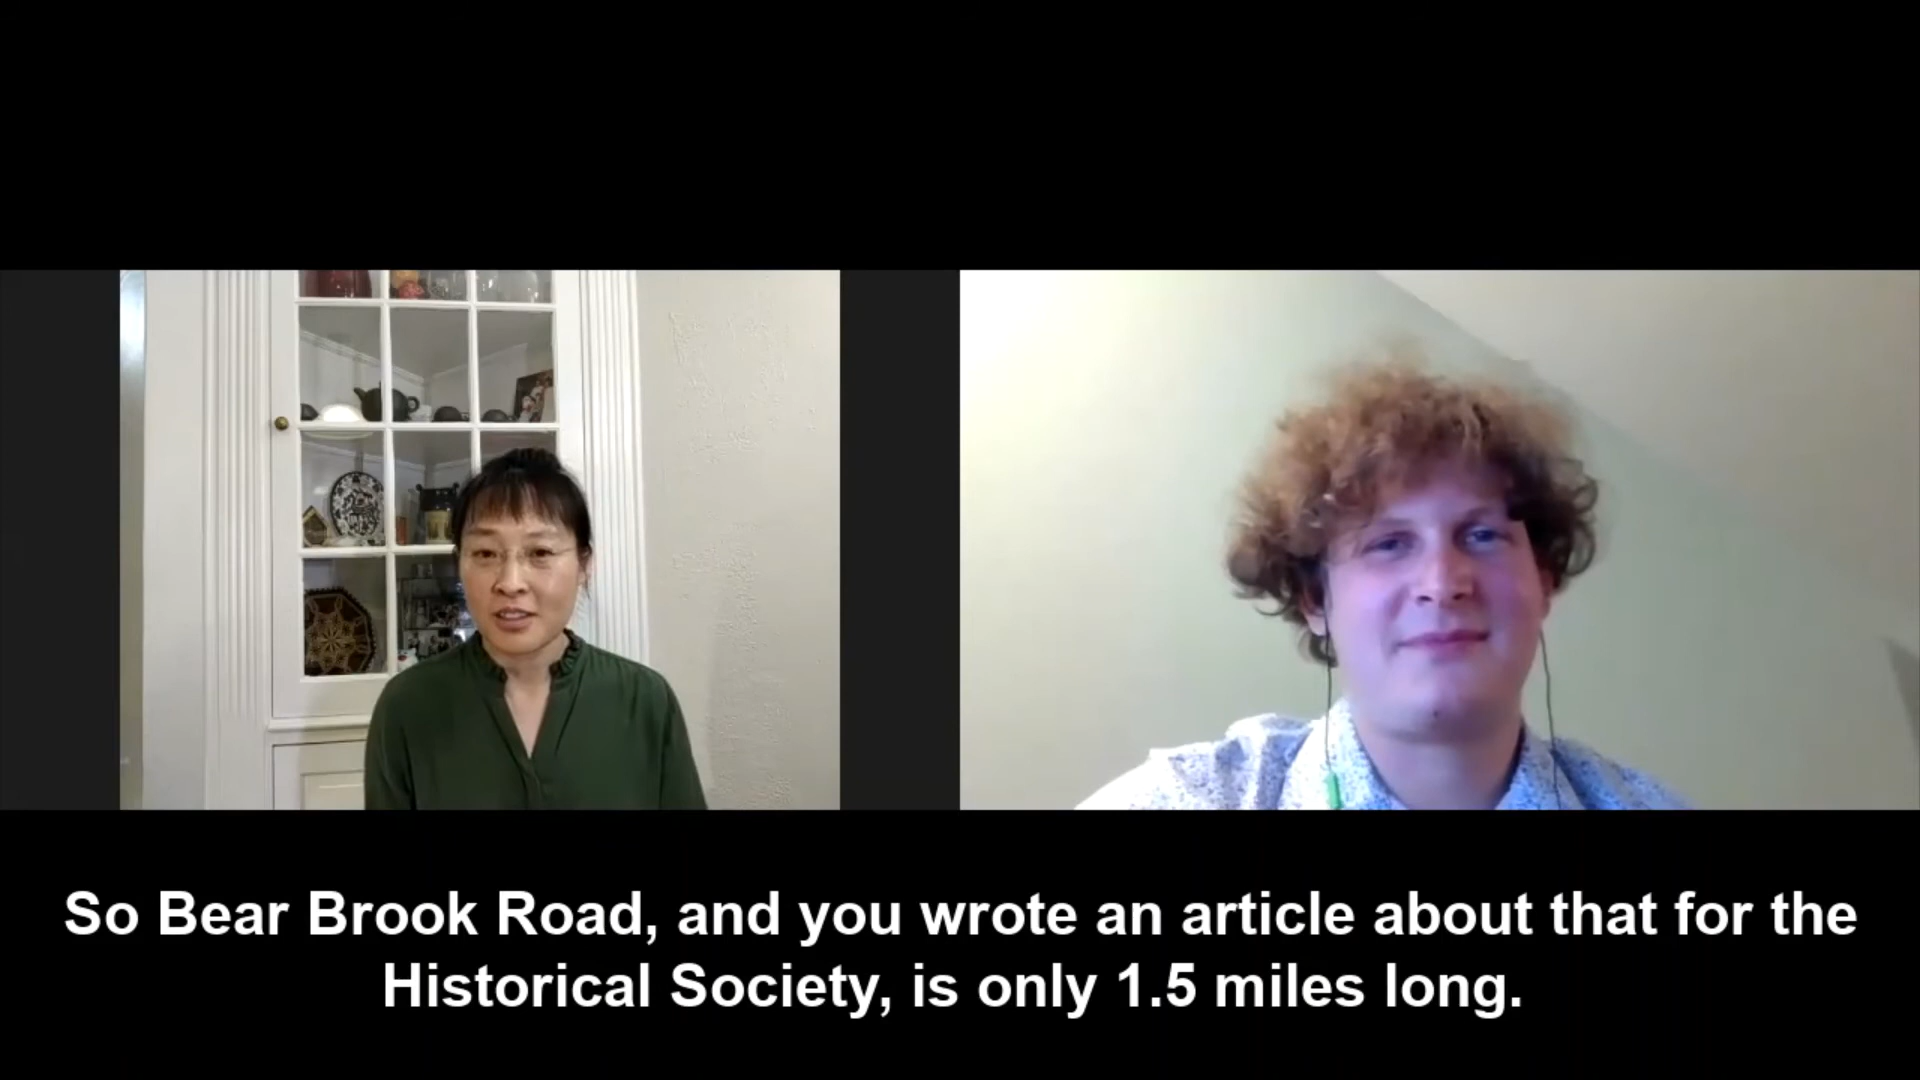 So Bear Brook Road, and you wrote an article about that for the
Historical Society, is only 1.5 miles long.